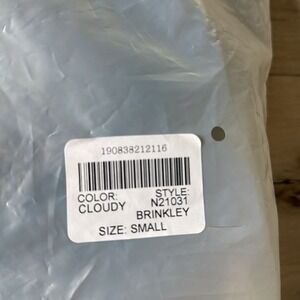 190838212116
COLOR: STYLE:
CLOUDY N21031
BRINKLEY
SIZE: SMALL